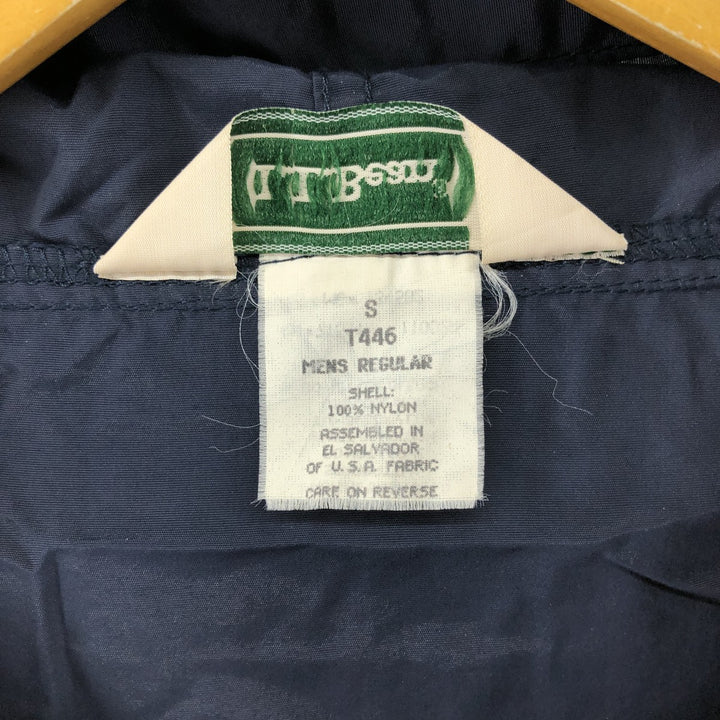 L.L.Bean®
S
T446
MENS REGULAR
SHELL:
100% NYLON
ASSEMBLED IN
EL SALVADOR
OF U.S.A. FABRIC
CARE ON REVERSE